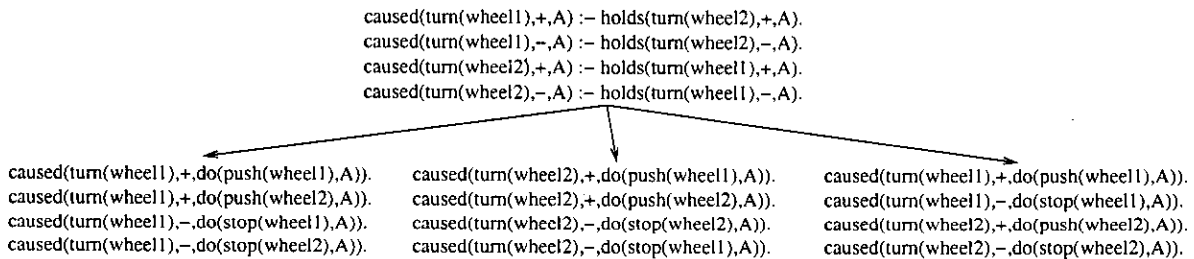 caused(turn(wheel1),+,A) :- holds(turn(wheel2),+,A).
caused(turn(wheel1),-,A) :- holds(turn(wheel2),-,A).
caused(turn(wheel2),+,A) :- holds(turn(wheel1),+,A).
caused(turn(wheel2),-,A) :- holds(turn(wheel1),-,A).
caused(turn(wheel1),+,do(push(wheel1),A)).
caused(turn(wheel1),+,do(push(wheel2),A)).
caused(turn(wheel1),-,do(stop(wheel1),A)).
caused(turn(wheel1),-,do(stop(wheel2),A)).
caused(turn(wheel2),+,do(push(wheel1),A)).
caused(turn(wheel2),+,do(push(wheel2),A)).
caused(turn(wheel2),-,do(stop(wheel2),A)).
caused(turn(wheel2),-,do(stop(wheel1),A)).
caused(turn(wheel1),+,do(push(wheel1),A)).
caused(turn(wheel1),-,do(stop(wheel1),A)).
caused(turn(wheel2),+,do(push(wheel2),A)).
caused(turn(wheel2),-,do(stop(wheel2),A)).